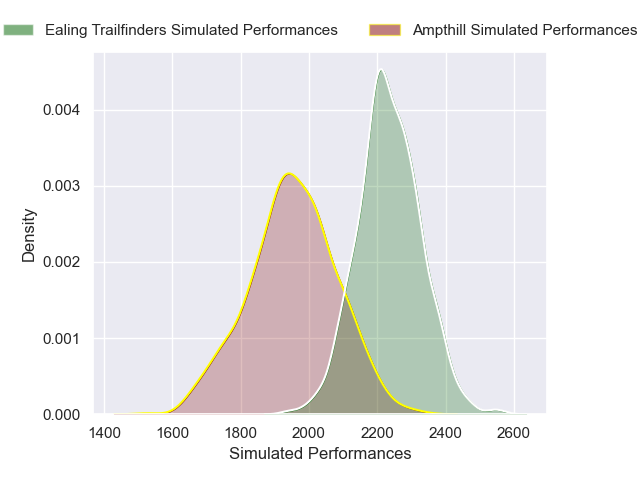 Ealing Trailfinders Simulated Performances
Ampthill Simulated Performances
0.004
0.003
0.002
0.001
0.000
Density
1400 1600 1800 2000 2200 2400 2600
Simulated Performances